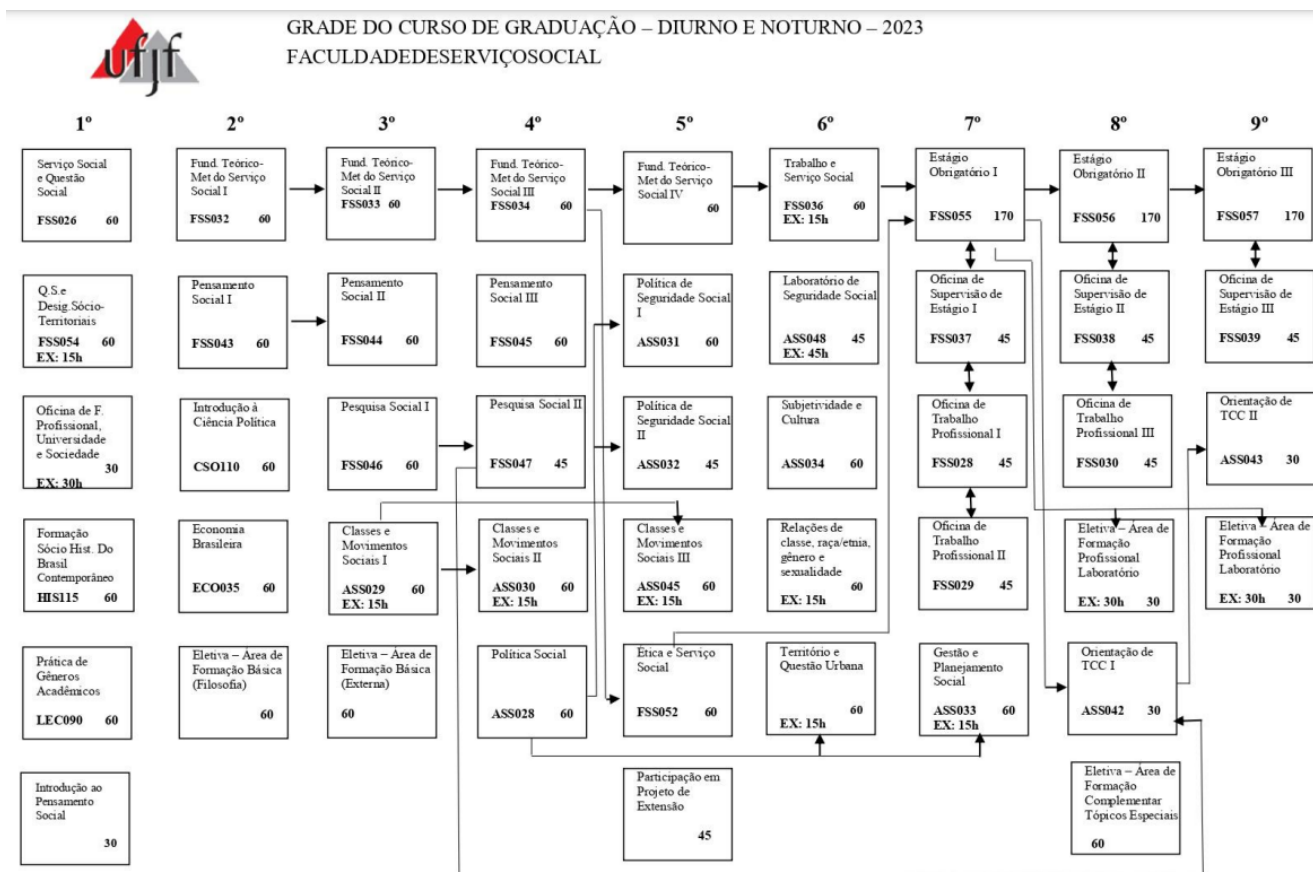 ufjf
GRADE DO CURSO DE GRADUAÇÃO – DIURNO E NOTURNO – 2023
FACULDADEDESERVIÇOSOCIAL
1º
2º
3º
4º
5º
6º
7º
8º
9º
Serviço Social
e Questão
Social
FSS026 60
Q.S.e
Desig.Sócio-
Territoriais
FSS054 60
EX: 15h
Oficina de F.
Profissional,
Universidade
e Sociedade
30
EX: 30h
Formação
Sócio Hist. Do
Brasil
Contemporâneo
HIS115 60
Prática de
Gêneros
Acadêmicos
LEC090 60
Introdução ao
Pensamento
Social
30
Fund. Teórico-
Met do Serviço
Social I
FSS032 60
Pensamento
Social I
FSS043 60
Introdução à
Ciência Política
CSO110 60
Economia
Brasileira
ECO035 60
Eletiva – Área de
Formação Básica
(Filosofia)
60
Fund. Teórico-
Met do Serviço
Social II
FSS033 60
Pensamento
Social II
FSS044 60
Pesquisa Social I
FSS046 60
Classes e
Movimentos
Sociais I
ASS029 60
EX: 15h
Eletiva – Área de
Formação Básica
(Externa)
60
Fund. Teórico-
Met do Serviço
Social III
FSS034 60
Pensamento
Social III
FSS045 60
Pesquisa Social II
FSS047 45
Classes e
Movimentos
Sociais II
ASS030 60
EX: 15h
Política Social
ASS028 60
Fund. Teórico-
Met do Serviço
Social IV
60
Política de
Seguridade Social
I
ASS031 60
Política de
Seguridade Social
II
ASS032 45
Classes e
Movimentos
Sociais III
ASS045 60
EX: 15h
Ética e Serviço
Social
FSS052 60
Participação em
Projeto de
Extensão
45
Trabalho e
Serviço Social
FSS036 60
EX: 15h
Laboratório de
Seguridade Social
ASS048 45
EX: 45h
Subjetividade e
Cultura
ASS034 60
Relações de
classe, raça/etnia,
gênero e
sexualidade
60
EX: 15h
Território e
Questão Urbana
60
EX: 15h
Estágio
Obrigatório I
FSS055 170
Oficina de
Supervisão de
Estágio I
FSS037 45
Oficina de
Trabalho
Profissional I
FSS028 45
Oficina de
Trabalho
Profissional II
FSS029 45
Gestão e
Planejamento
Social
ASS033 60
EX: 15h
Estágio
Obrigatório II
FSS056 170
Oficina de
Supervisão de
Estágio II
FSS038 45
Oficina de
Trabalho
Profissional III
FSS030 45
Eletiva – Área de
Formação
Profissional
Laboratório
EX: 30h 30
Orientação de
TCC I
ASS042 30
Eletiva – Área de
Formação
Complementar
Tópicos Especiais
60
Estágio
Obrigatório III
FSS057 170
Oficina de
Supervisão de
Estágio III
FSS039 45
Orientação de
TCC II
ASS043 30
Eletiva – Área de
Formação
Profissional
Laboratório
EX: 30h 30